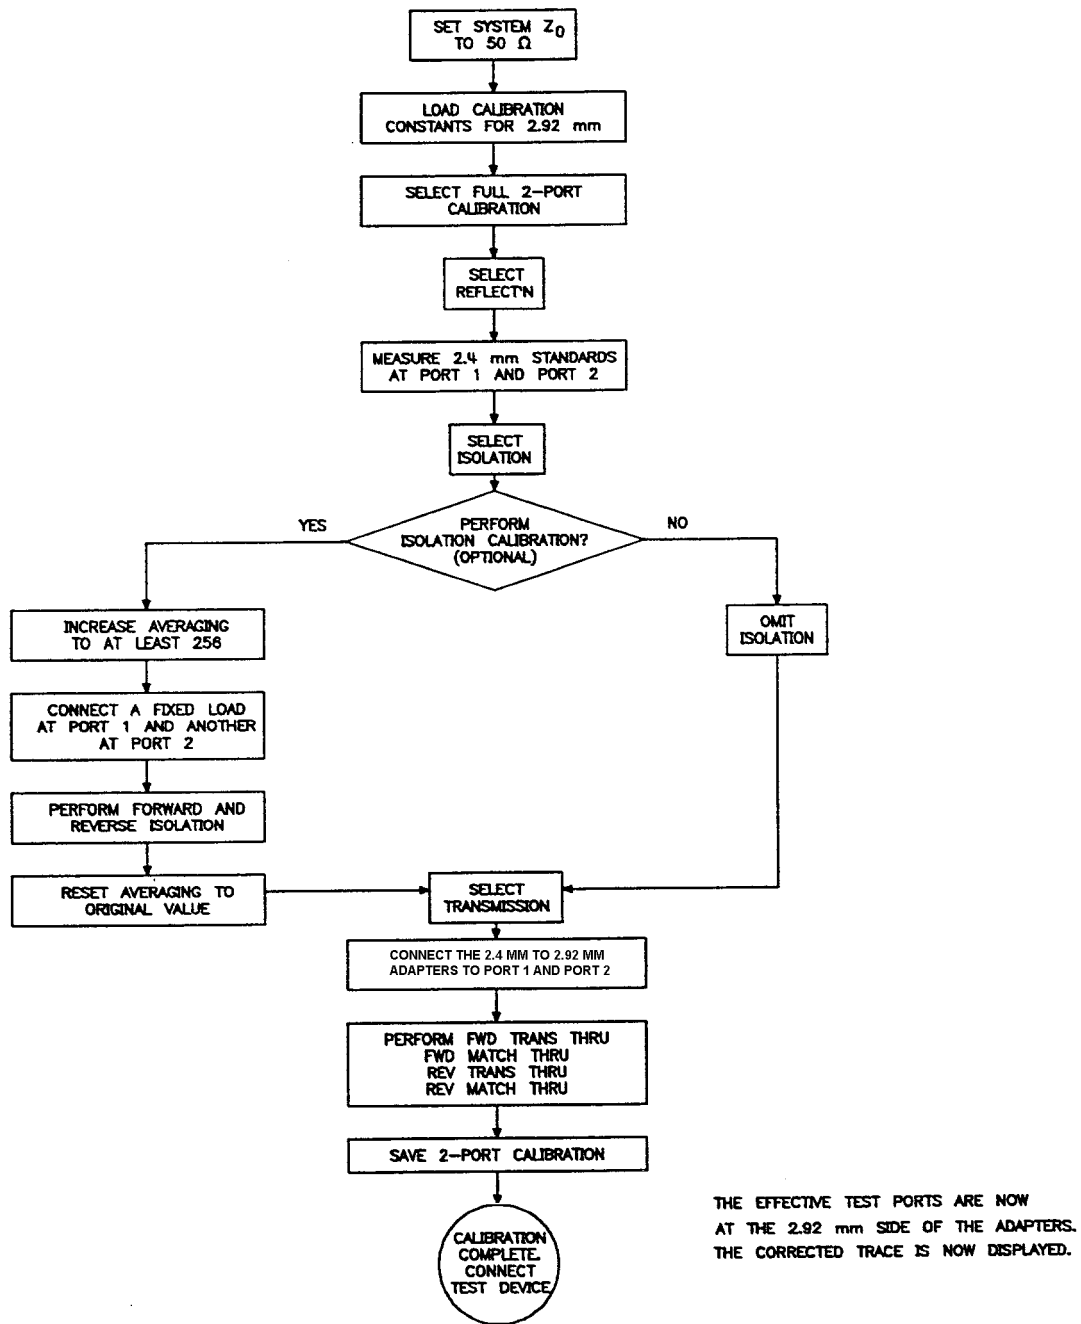 SET SYSTEM Z0
TO 50 Ω
LOAD CALIBRATION
CONSTANTS FOR 2.92 mm
SELECT FULL 2-PORT
CALIBRATION
SELECT
REFLECT'N
MEASURE 2.4 mm STANDARDS
AT PORT 1 AND PORT 2
SELECT
ISOLATION
YES
PERFORM
ISOLATION CALIBRATION?
(OPTIONAL)
NO
INCREASE AVERAGING
TO AT LEAST 256
OMIT
ISOLATION
CONNECT A FIXED LOAD
AT PORT 1 AND ANOTHER
AT PORT 2
PERFORM FORWARD AND
REVERSE ISOLATION
RESET AVERAGING TO
ORIGINAL VALUE
SELECT
TRANSMISSION
CONNECT THE 2.4 MM TO 2.92 MM
ADAPTERS TO PORT 1 AND PORT 2
PERFORM FWD TRANS THRU
FWD MATCH THRU
REV TRANS THRU
REV MATCH THRU
SAVE 2-PORT CALIBRATION
CALIBRATION
COMPLETE.
CONNECT
TEST DEVICE
THE EFFECTIVE TEST PORTS ARE NOW
AT THE 2.92 mm SIDE OF THE ADAPTERS.
THE CORRECTED TRACE IS NOW DISPLAYED.